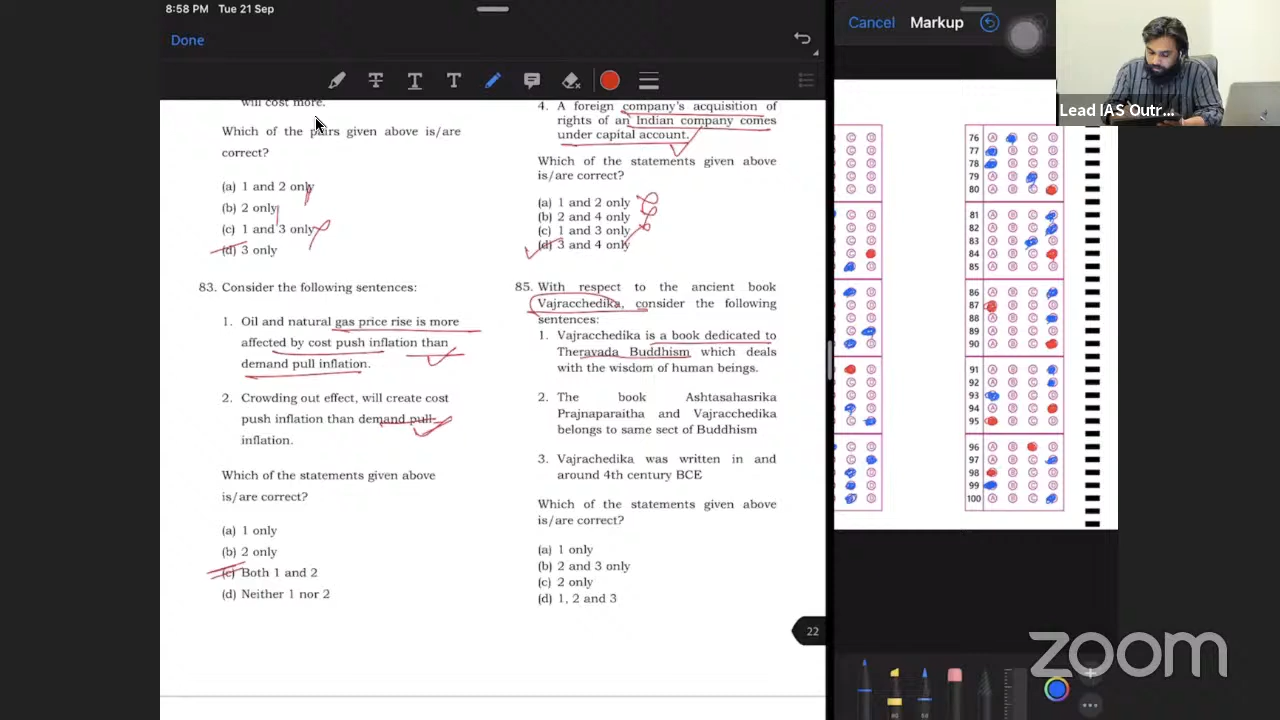 8:58 PM Tue 21 Sep
Done
T
T
T
will cost more.
Which of the pairs given above is/are
correct?
(a) 1 and 2 only
(b) 2 only
(c) 1 and 3 only
(d) 3 only
83. Consider the following sentences:
1. Oil and natural gas price rise is more
affected by cost push inflation than
demand pull inflation.
2. Crowding out effect, will create cost
push inflation than demand pull
inflation.
Which of the statements given above
is/are correct?
(a) 1 only
(b) 2 only
(c) Both 1 and 2
(d) Neither 1 nor 2
4. A foreign company's acquisition of
rights of an Indian company comes
under capital account.
Which of the statements given above
is/are correct?
(a) 1 and 2 only
(b) 2 and 4 only
(c) 1 and 3 only
(d) 3 and 4 only
85. With respect to the ancient book
Vajracchedika, consider the following
sentences:
1. Vajracchedika is a book dedicated to
Theravada Buddhism which deals
with the wisdom of human beings.
2. The book Ashtasahasrika
Prajnaparaitha and Vajracchedika
belongs to same sect of Buddhism
3. Vajrachedika was written in and
around 4th century BCE
Which of the statements given above
is/are correct?
(a) 1 only
(b) 2 and 3 only
(c) 2 only
(d) 1, 2 and 3
22
Cancel Markup
76
77
78
79
80
81
82
83
84
85
86
87
88
89
90
91
92
93
94
95
96
97
98
99
100
Lead IAS Outr...
zoom